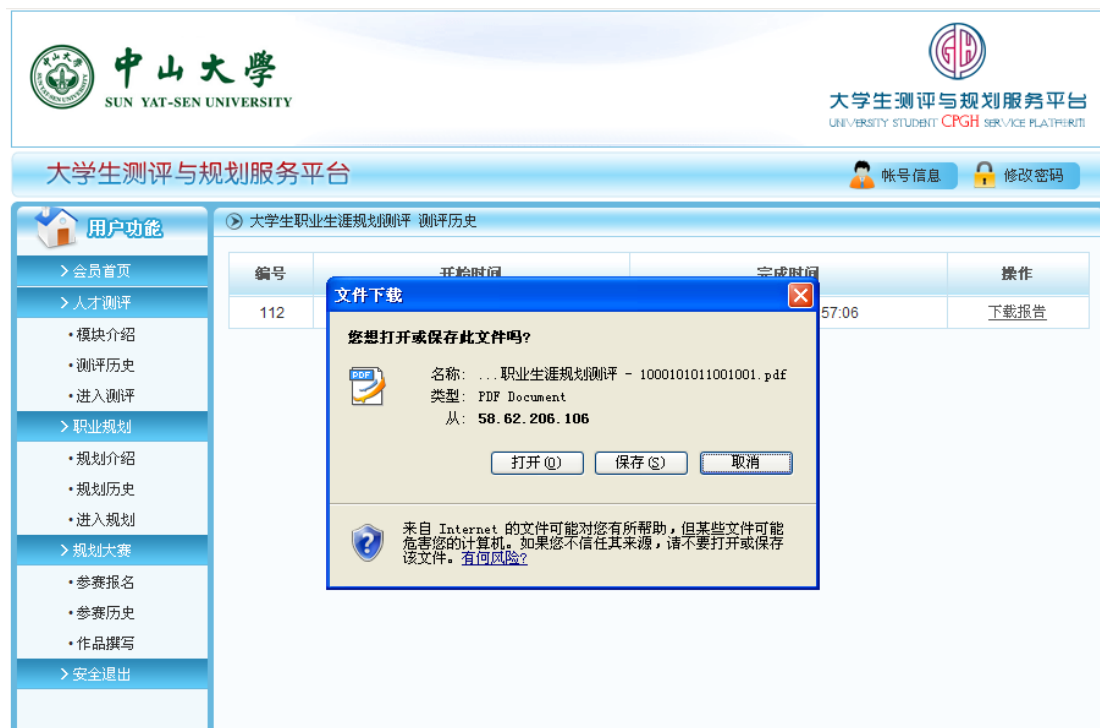 中山大學
SUN YAT-SEN UNIVERSITY
大学生测评与规划服务平台
UNIVERSITY STUDENT CPGH SERVICE PLATFORM
大学生测评与规划服务平台
帐号信息
修改密码
用户功能
会员首页
人才测评
•模块介绍
•测评历史
•进入测评
职业规划
•规划介绍
•规划历史
•进入规划
规划大赛
•参赛报名
•参赛历史
•作品撰写
安全退出
大学生职业生涯规划测评 测评历史
编号 开始时间 完成时间 操作
112 57:06 下载报告
文件下载
您想打开或保存此文件吗?
名称: ...职业生涯规划测评 - 1000101011001001.pdf
类型: PDF Document
从: 58.62.206.106
打开(O) 保存(S) 取消
来自 Internet 的文件可能对您有所帮助，但某些文件可能
危害您的计算机。如果您不信任其来源，请不要打开或保存
该文件。有何风险?